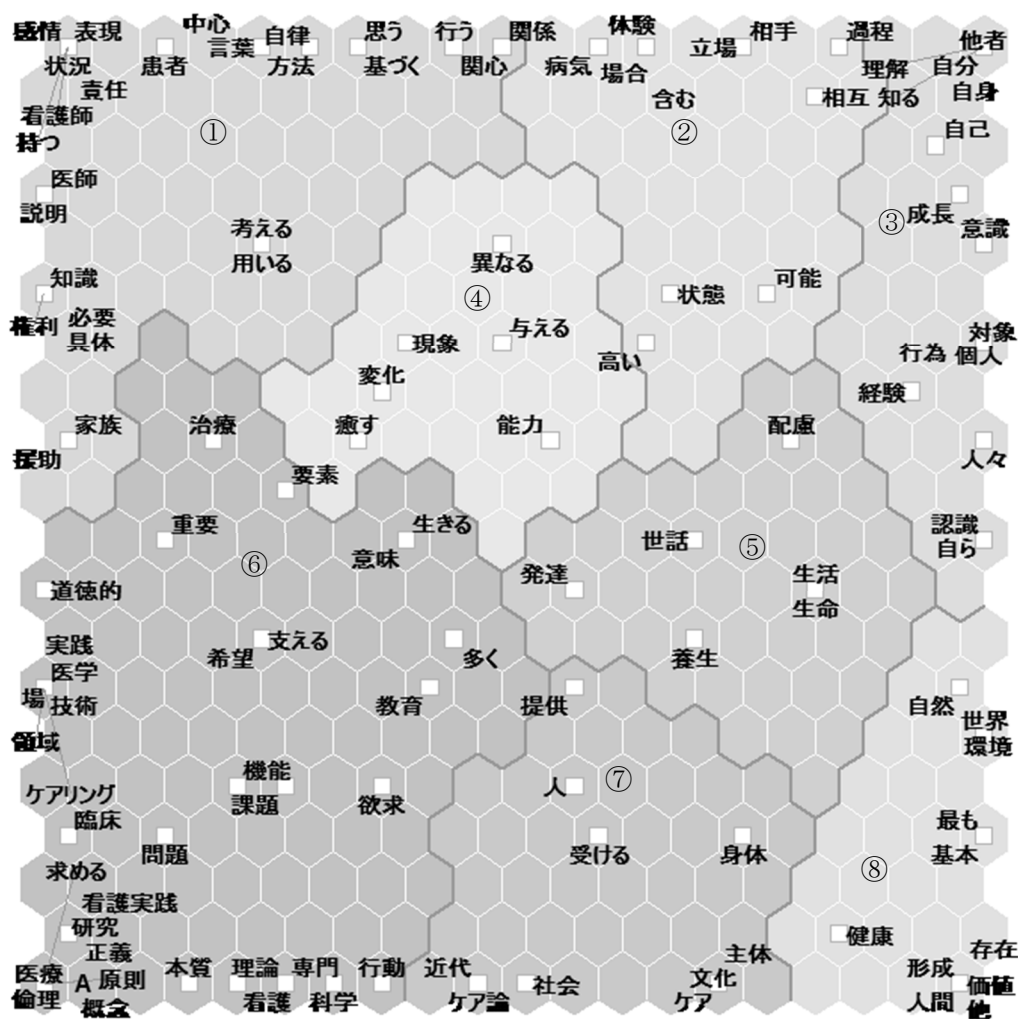 感情 表現
中心
言葉
自律
思う
行う
関係
体験
立場
相手
過程
他者
状況
患者
方法
基づく
関心
病気
場合
理解
自分
責任
含む
相互
知る
自身
看護師
持つ
①
②
自己
医師
説明
③
成長
意識
考える
用いる
異なる
知識
権利
④
状態
可能
必要
具体
現象
与える
高い
対象
行為
個人
変化
経験
家族
治療
癒す
能力
配慮
援助
人々
要素
重要
生きる
認識
自ら
⑥
意味
世話
⑤
道徳的
発達
生活
生命
実践
支える
希望
多く
養生
医学
場
技術
教育
提供
自然
領域
世界
環境
機能
人
⑦
ケアリング
課題
欲求
臨床
最も
問題
受ける
身体
基本
求める
⑧
看護実践
研究
健康
正義
主体
存在
医療
A
原則
本質
理論
専門
行動
近代
社会
文化
形成
価値
倫理
概念
看護
科学
ケア論
ケア
人間
他